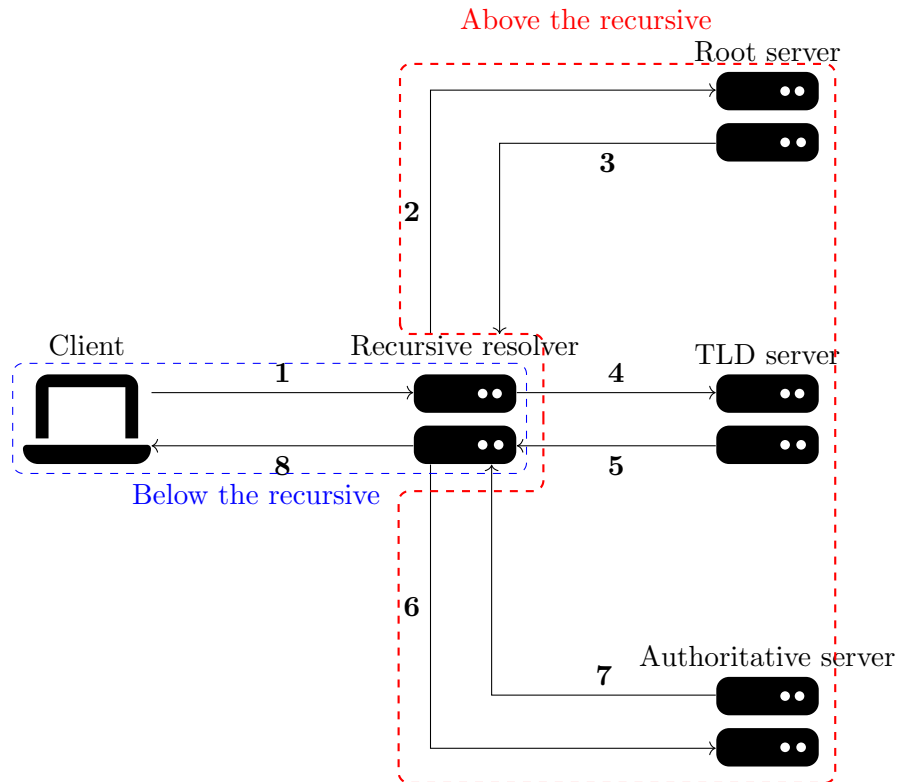 Above the recursive
Root server
3
2
Client
Recursive resolver
TLD server
1
4
8
5
Below the recursive
6
Authoritative server
7